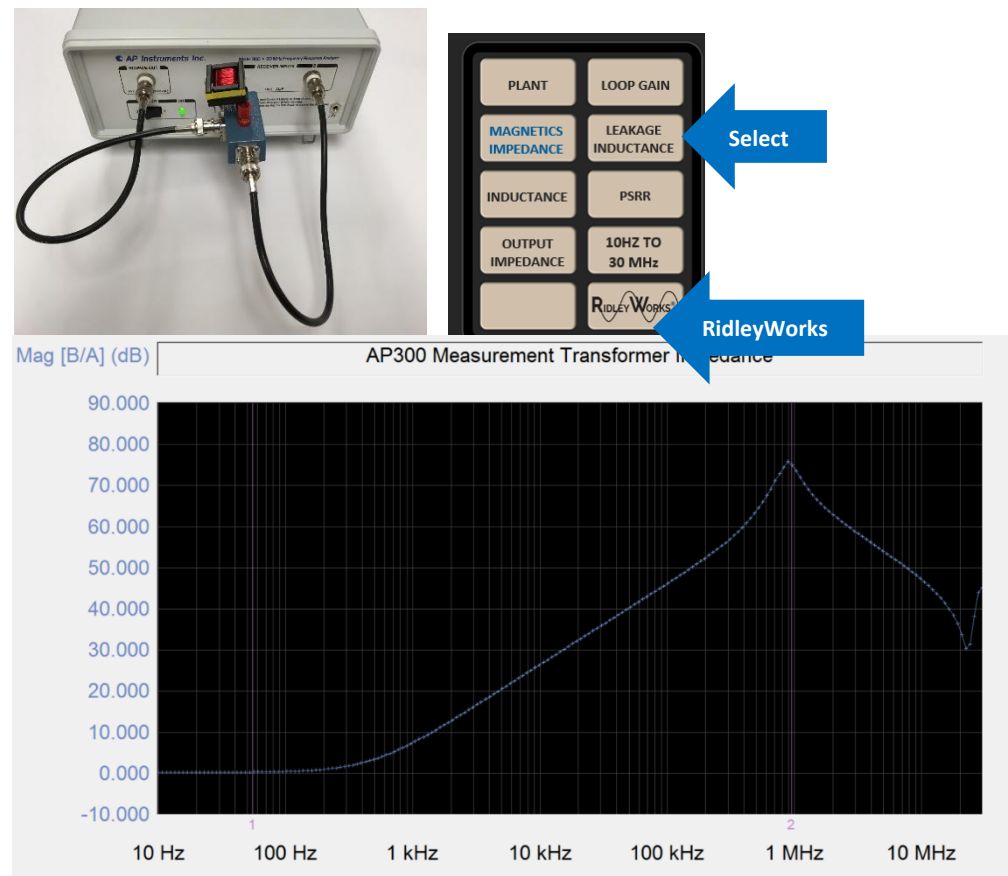 AP Instruments Inc.
PLANT
LOOP GAIN
MAGNETICS
IMPEDANCE
LEAKAGE
INDUCTANCE
Select
INDUCTANCE
PSRR
OUTPUT
IMPEDANCE
10HZ TO
30 MHz
RIDLEYWORKS®
RidleyWorks
Mag [B/A] (dB)
AP300 Measurement Transformer
90.000
80.000
70.000
60.000
50.000
40.000
30.000
20.000
10.000
0.000
-10.000
1
2
10 Hz
100 Hz
1 kHz
10 kHz
100 kHz
1 MHz
10 MHz